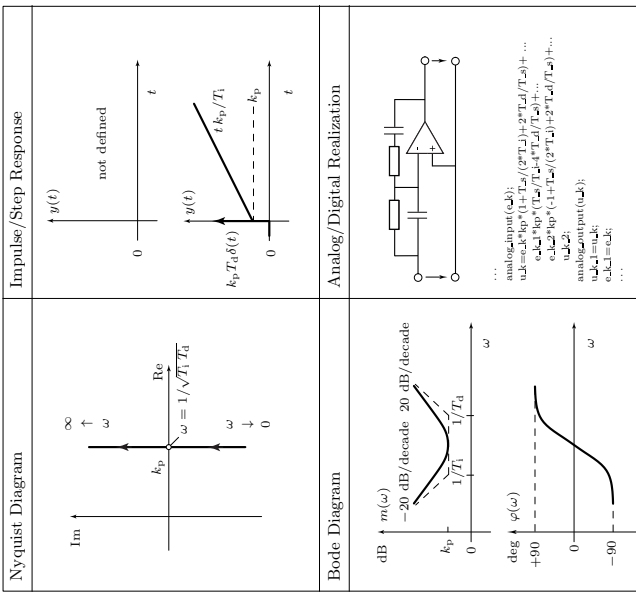 Nyquist Diagram
Im
∞ ← ω
k_p
Re
ω = 1/√T_i T_d
ω → 0
Impulse/Step Response
y(t)
not defined
0
t
y(t)
k_p T_d δ(t)
t k_p/T_i
k_p
0
t
Bode Diagram
dB
m(ω)
−20 dB/decade
20 dB/decade
k_p
1/T_i
1/T_d
0
ω
deg
φ(ω)
+90
0
ω
−90
Analog/Digital Realization
-
+
. . .
analog_input(e_k);
u_k=e_k*kp*(1+T_s/(2*T_i)+2*T_d/T_s)+ ...
e_k_1*kp*(T_s/T_i-4*T_d/T_s)+...
e_k_2*kp*(-1+T_s/(2*T_i)+2*T_d/T_s)+...
u_k_2;
analog_output(u_k);
u_k_1=u_k;
e_k_1=e_k;
. . .